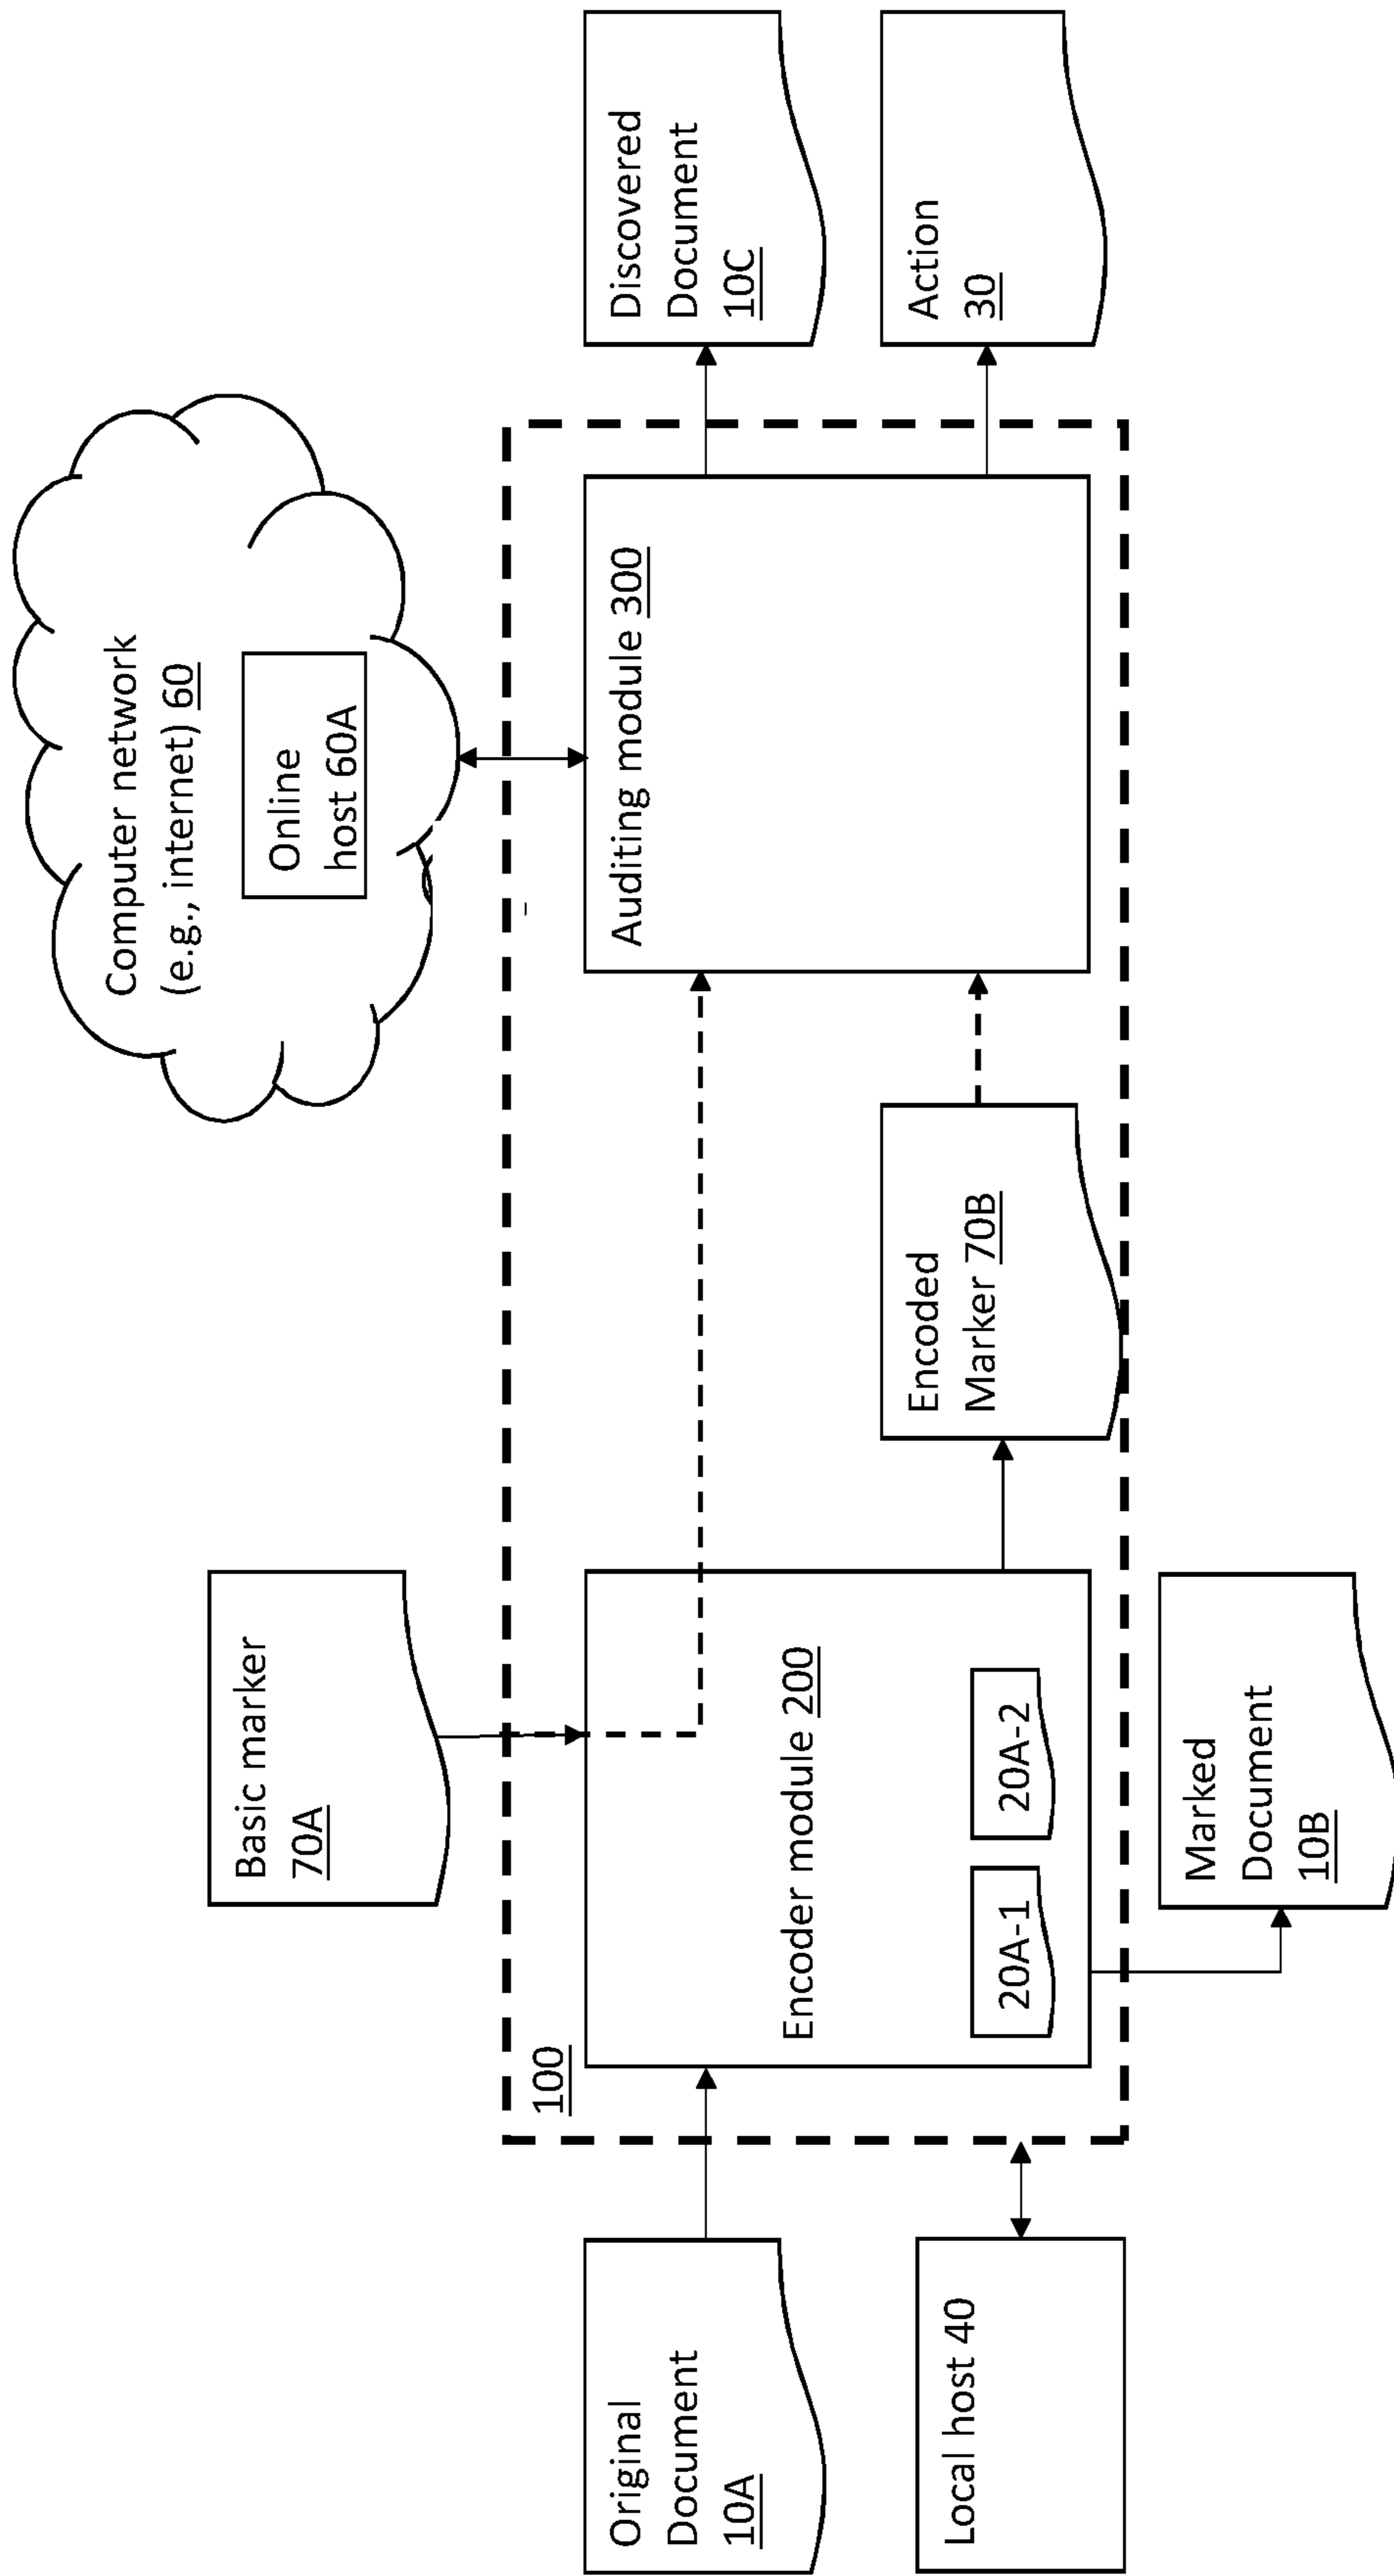 Computer network
(e.g., internet) 60
Online
host 60A
Basic marker
70A
100
Original
Document
10A
Encoder module 200
20A-1
20A-2
Auditing module 300
Discovered
Document
10C
Local host 40
Encoded
Marker 70B
Action
30
Marked
Document
10B